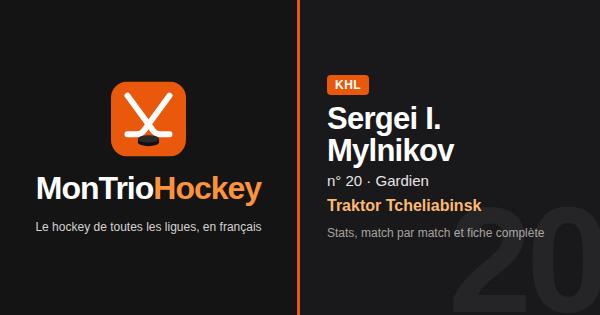 MonTrioHockey
Le hockey de toutes les ligues, en français
KHL
Sergei I.
Mylnikov
n° 20 · Gardien
Traktor Tcheliabinsk
Stats, match par match et fiche complète
20